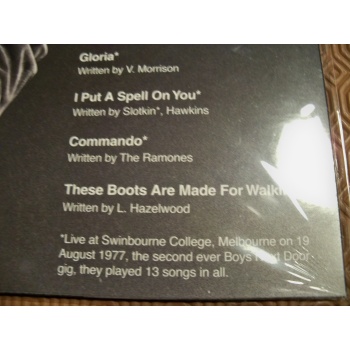 Gloria*
Written by V. Morrison
I Put A Spell On You*
Written by Slotkin*, Hawkins
Commando*
Written by The Ramones
These Boots Are Made For Walkin
Written by L. Hazelwood
*Live at Swinbourne College, Melbourne on 19
August 1977, the second ever Boys Next Door
gig, they played 13 songs in all.